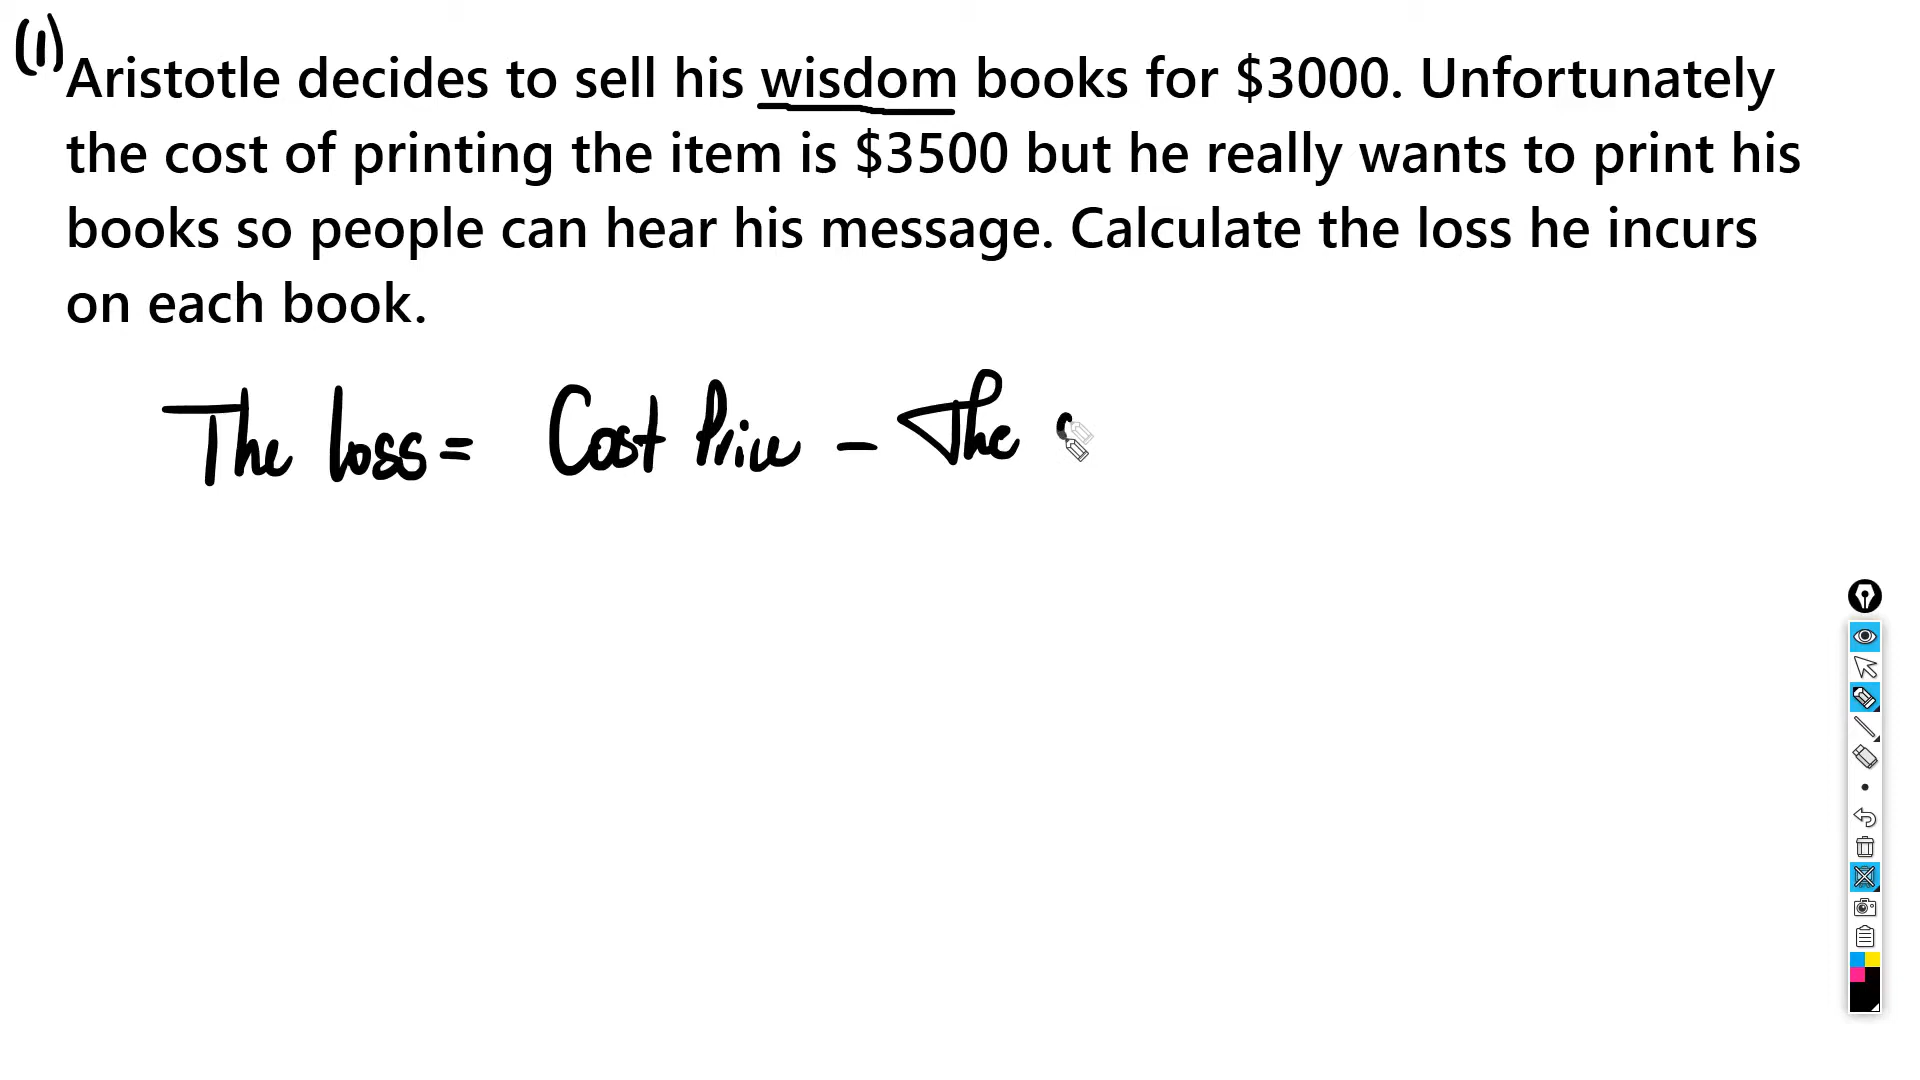 (1)
Aristotle decides to sell his wisdom books for $3000. Unfortunately
the cost of printing the item is $3500 but he really wants to print his
books so people can hear his message. Calculate the loss he incurs
on each book.
The loss = Cost Price - The